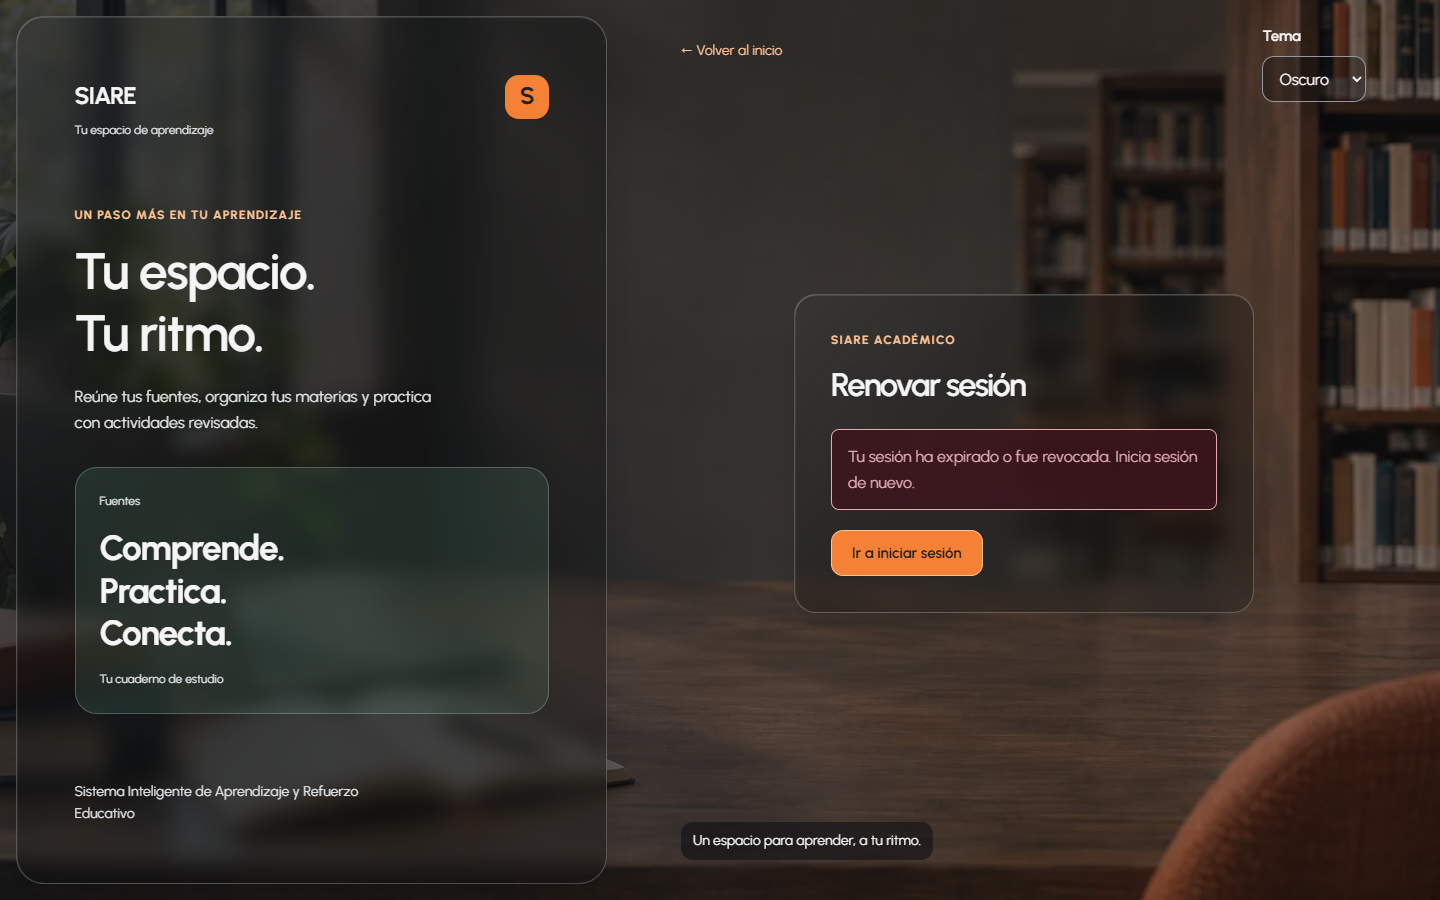 SIARE
S
Tu espacio de aprendizaje
UN PASO MÁS EN TU APRENDIZAJE
Tu espacio.
Tu ritmo.
Reúne tus fuentes, organiza tus materias y practica
con actividades revisadas.
Fuentes
Comprende.
Practica.
Conecta.
Tu cuaderno de estudio
Sistema Inteligente de Aprendizaje y Refuerzo
Educativo
← Volver al inicio
Tema
Oscuro
SIARE ACADÉMICO
Renovar sesión
Tu sesión ha expirado o fue revocada. Inicia sesión
de nuevo.
Ir a iniciar sesión
Un espacio para aprender, a tu ritmo.